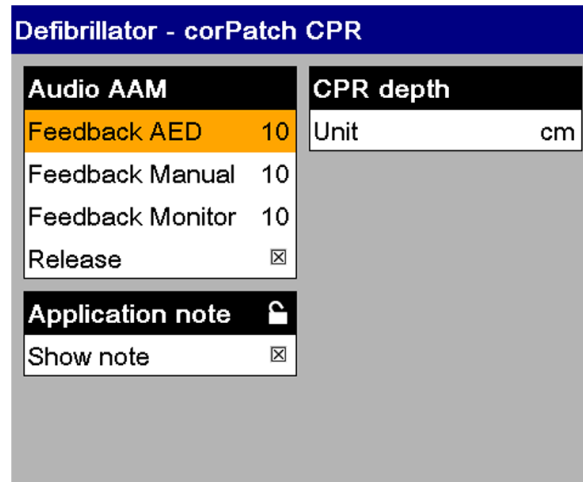 Defibrillator - corPatch CPR
Audio AAM
Feedback AED 10
Feedback Manual 10
Feedback Monitor 10
Release ☒
Application note
Show note ☒
CPR depth
Unit cm